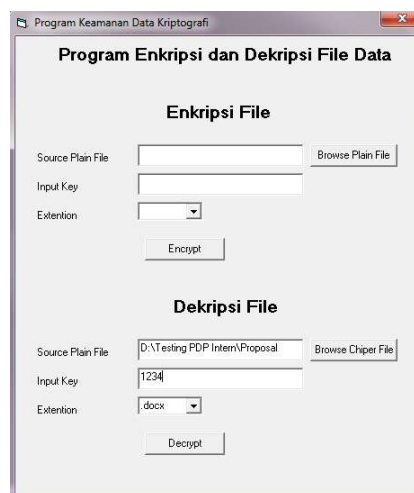 Program Keamanan Data Kriptografi
Program Enkripsi dan Dekripsi File Data
Enkripsi File
Source Plain File
Browse Plain File
Input Key
Extention
Encrypt
Dekripsi File
Source Plain File D:\Testing PDP Intern\Proposal Browse Chiper File
Input Key 1234
Extention .docx
Decrypt